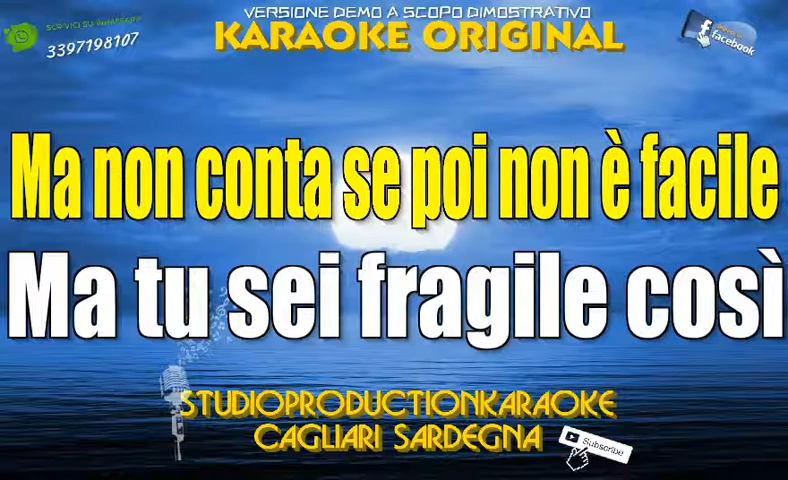 VERSIONE DEMO A SCOPO DIMOSTRATIVO
SCRIVICI SU WHATSAPP
3397198107
KARAOKE ORIGINAL
facebook
Ma non conta se poi non è facile
Ma tu sei fragile così
STUDIOPRODUCTIONKARAOKE
CAGLIARI SARDEGNA
Subscribe